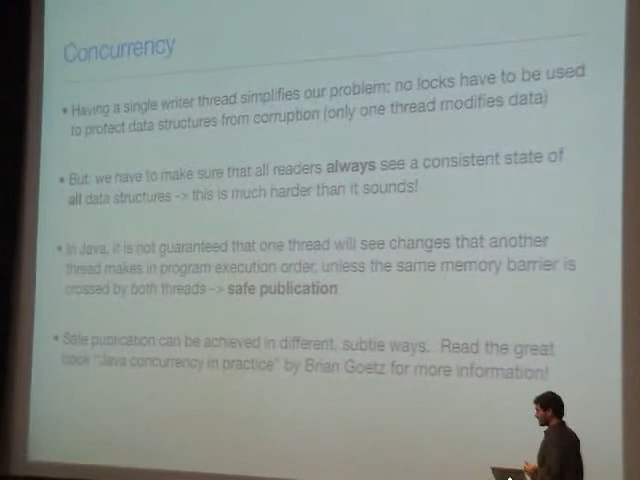 Concurrency
• Having a single writer thread simplifies our problem: no locks have to be used
to protect data structures from corruption (only one thread modifies data)
• But: we have to make sure that all readers always see a consistent state of
all data structures -> this is much harder than it sounds!
• In Java, it is not guaranteed that one thread will see changes that another
thread makes in program execution order, unless the same memory barrier is
crossed by both threads -> safe publication
• Safe publication can be achieved in different, subtle ways. Read the great
book "Java concurrency in practice" by Brian Goetz for more information!